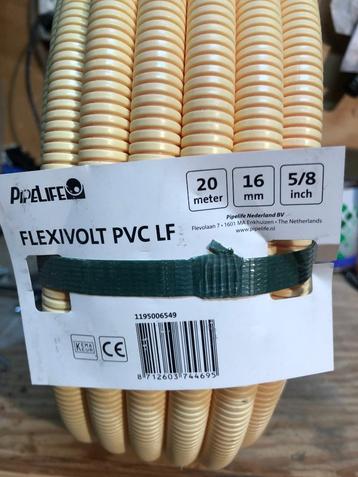 PIPELIFE
20 meter
16 mm
5/8 inch
Pipelife Nederland BV
Flevolaan 7 • 1601 MA Enkhuizen • The Netherlands
www.pipelife.nl
FLEXIVOLT PVC LF
1195006549
KEMA KEUR
CE
8 712603 744695